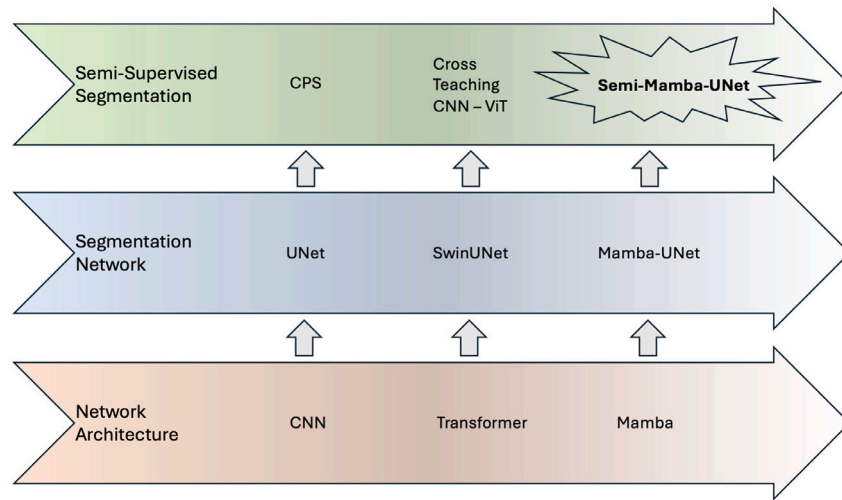 Semi-Supervised
Segmentation
CPS
Cross
Teaching
CNN – ViT
Semi-Mamba-UNet
Segmentation
Network
UNet
SwinUNet
Mamba-UNet
Network
Architecture
CNN
Transformer
Mamba